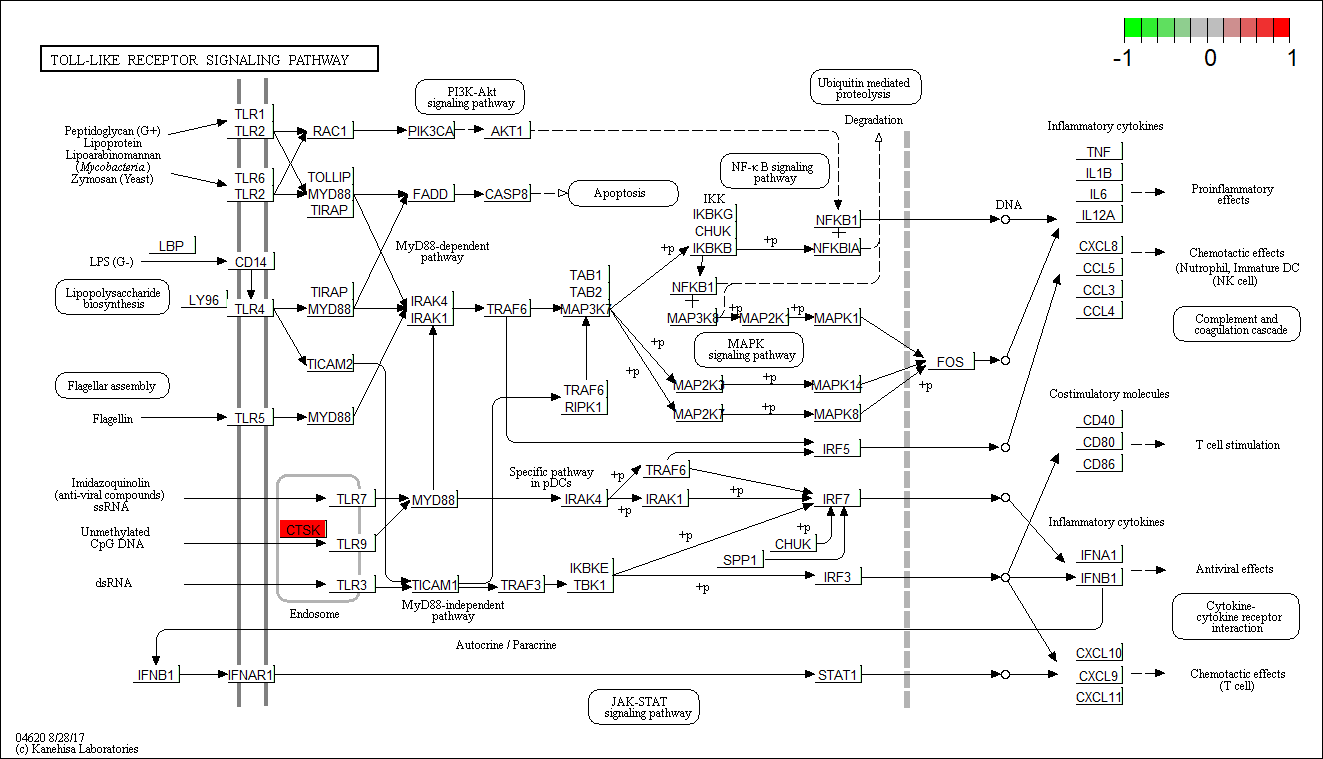 -1 0 1
TOLL-LIKE RECEPTOR SIGNALING PATHWAY
PI3K-Akt
signaling pathway
Ubiquitin mediated
proteolysis
Degradation
TLR1
TLR2
RAC1
PIK3CA
AKT1
Peptidoglycan (G+)
Lipoprotein
Lipoarabinomannan
(Mycobacteria)
Zymosan (Yeast)
TLR6
TLR2
TOLLIP
MYD88
TIRAP
FADD
CASP8
Apoptosis
NF-κ B signaling
pathway
Inflammatory cytokines
TNF
IL1B
IL6
IL12A
Proinflammatory
effects
DNA
IKK
IKBKG
CHUK
IKBKB
+p
+p
NFKB1
+
NFKBIA
MyD88-dependent
pathway
LBP
LPS (G-)
CD14
CXCL8
CCL5
CCL3
CCL4
Chemotactic effects
(Nutrophil, Immature DC
(NK cell)
Lipopolysaccharide
biosynthesis
LY96
TLR4
TIRAP
MYD88
IRAK4
IRAK1
TRAF6
TAB1
TAB2
MAP3K7
NFKB1
+
MAP3K8
+p
MAP2K1
+p
MAPK1
Complement and
coagulation cascade
MAPK
signaling pathway
+p
+p
FOS
+p
TICAM2
Flagellar assembly
TRAF6
RIPK1
MAP2K3
+p
MAPK14
MAP2K7
+p
MAPK8
Costimulatory molecules
CD40
CD80
CD86
T cell stimulation
Flagellin
TLR5
MYD88
IRF5
Specific pathway
in pDCs
Imidazoquinolin
(anti-viral compounds)
ssRNA
TLR7
MYD88
IRAK4
+p
+p
TRAF6
IRAK1
+p
IRF7
Unmethylated
CpG DNA
CTSK
TLR9
+p
+p
CHUK
SPP1
Inflammatory cytokines
IFNA1
IFNB1
Antiviral effects
dsRNA
TLR3
TICAM1
TRAF3
IKBKE
TBK1
+p
IRF3
Endosome
MyD88-independent
pathway
Cytokine-
cytokine receptor
interaction
Autocrine / Paracrine
IFNB1
IFNAR1
STAT1
CXCL10
CXCL9
CXCL11
Chemotactic effects
(T cell)
JAK-STAT
signaling pathway
04620 8/28/17
(c) Kanehisa Laboratories